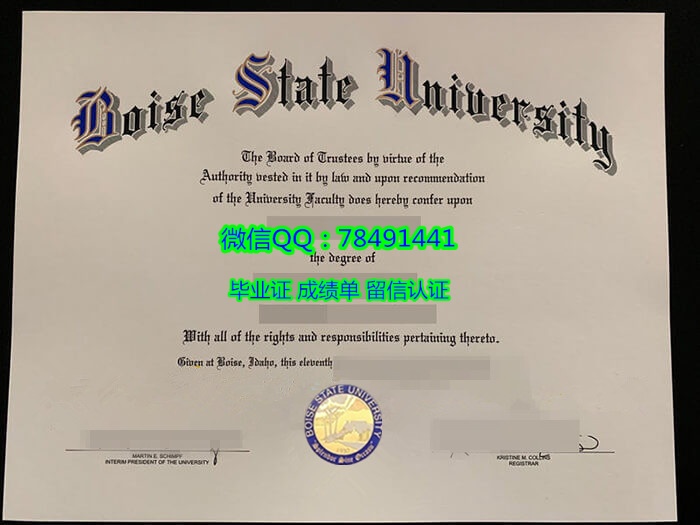 Boise State University
The Board of Trustees by virtue of the
Authority vested in it by law and upon recommendation
of the University Faculty does hereby confer upon
微信QQ：78491441
the degree of
毕业证 成绩单 留信认证
With all of the rights and responsibilities pertaining thereto.
Given at Boise, Idaho, this eleventh
BOISE STATE UNIVERSITY
"Splendor Sine Occasu"
MARTIN E. SCHIMPF
INTERIM PRESIDENT OF THE UNIVERSITY
KRISTINE M. COLLINS
REGISTRAR